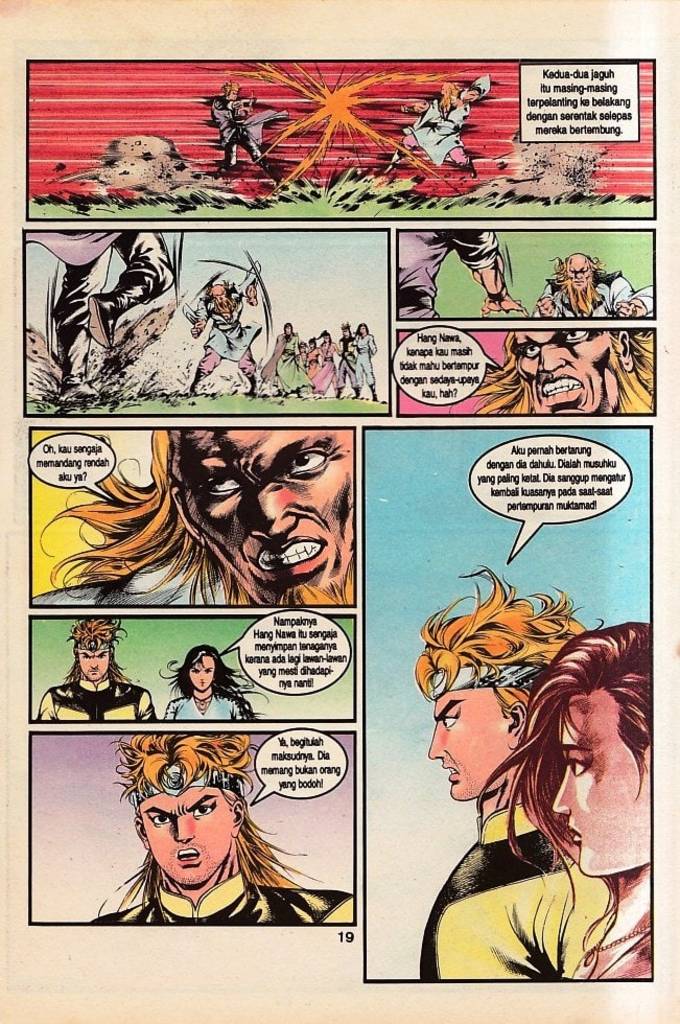 Kedua-dua jaguh
itu masing-masing
terpelanting ke belakang
dengan serentak selepas
mereka bertembung.
Hang Nawa,
kenapa kau masih
tidak mahu bertempur
dengan sedaya-upaya
kau, hah?
Oh, kau sengaja
memandang rendah
aku ya?
Nampaknya
Hang Nawa itu sengaja
menyimpan tenaganya
kerana ada lagi lawan-lawan
yang mesti dihadapi-
nya nanti!
Ya, begitulah
maksudnya. Dia
memang bukan orang
yang bodoh!
Aku pernah bertarung
dengan dia dahulu. Dialah musuhku
yang paling ketat. Dia sanggup mengatur
kembali kuasanya pada saat-saat
pertempuran muktamad!
19